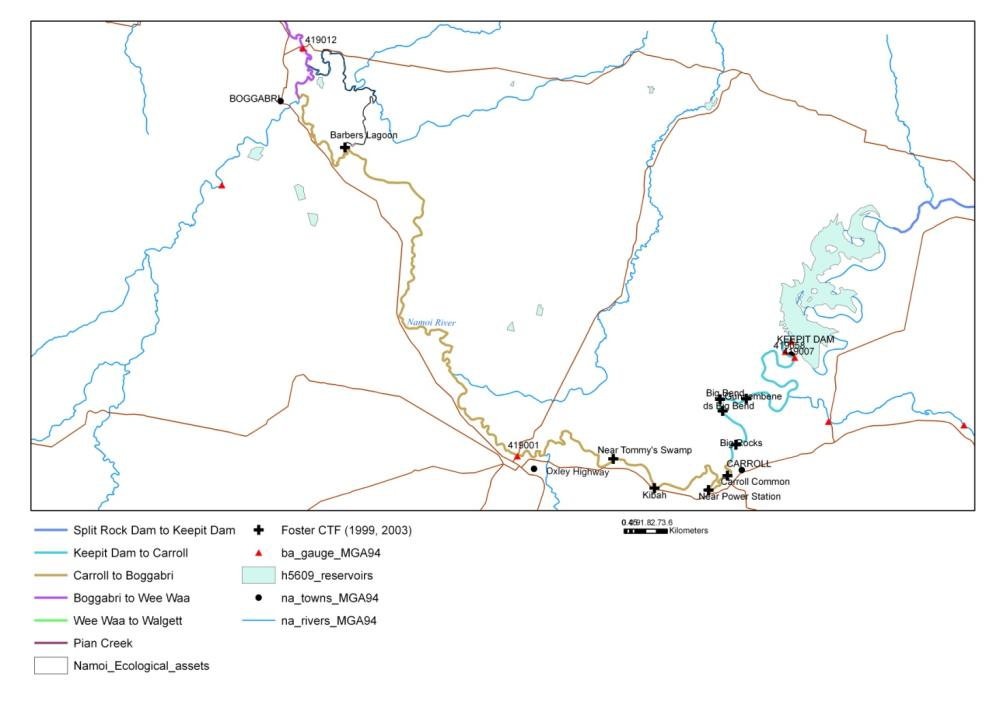 419012
BOGGABRI
Barbers Lagoon
Namoi River
KEEPIT DAM
419007
Big Bend
ds Big Bend
Big Rocks
419001
Near Tommy's Swamp
CARROLL
Oxley Highway
Carroll Common
Kibah
Near Power Station
Kilometers
Split Rock Dam to Keepit Dam
Keepit Dam to Carroll
Carroll to Boggabri
Boggabri to Wee Waa
Wee Waa to Walgett
Pian Creek
Namoi_Ecological_assets
Foster CTF (1999, 2003)
ba_gauge_MGA94
h5609_reservoirs
na_towns_MGA94
na_rivers_MGA94